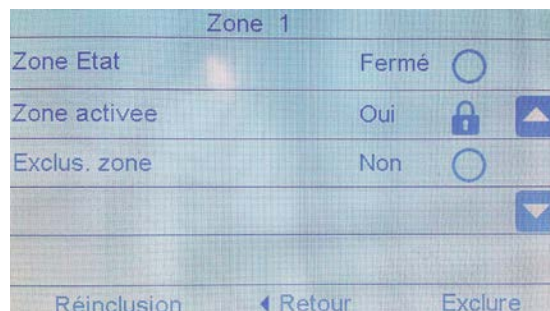 Zone 1
Zone Etat Fermé
Zone activee Oui
Exclus. zone Non
Réinclusion Retour Exclure